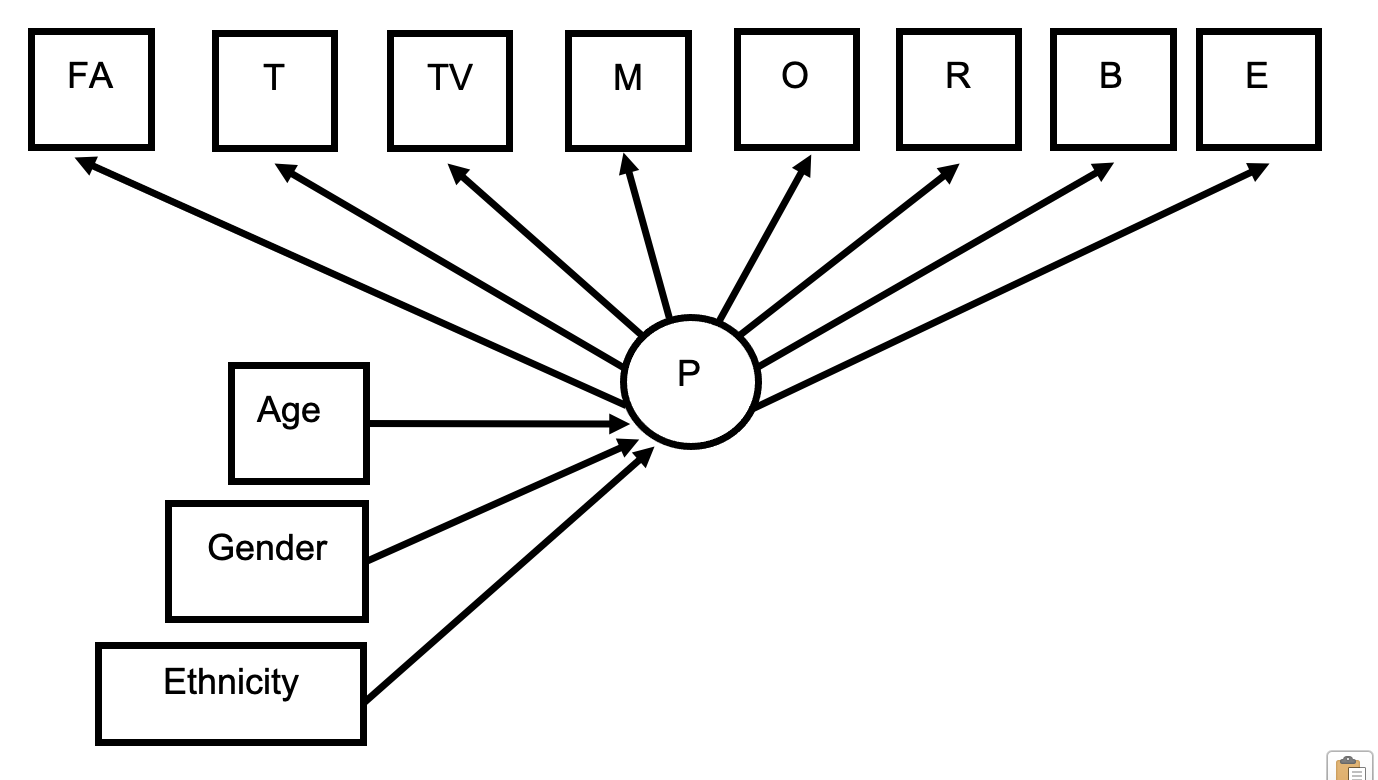 FA T TV M O R B E
P
Age
Gender
Ethnicity